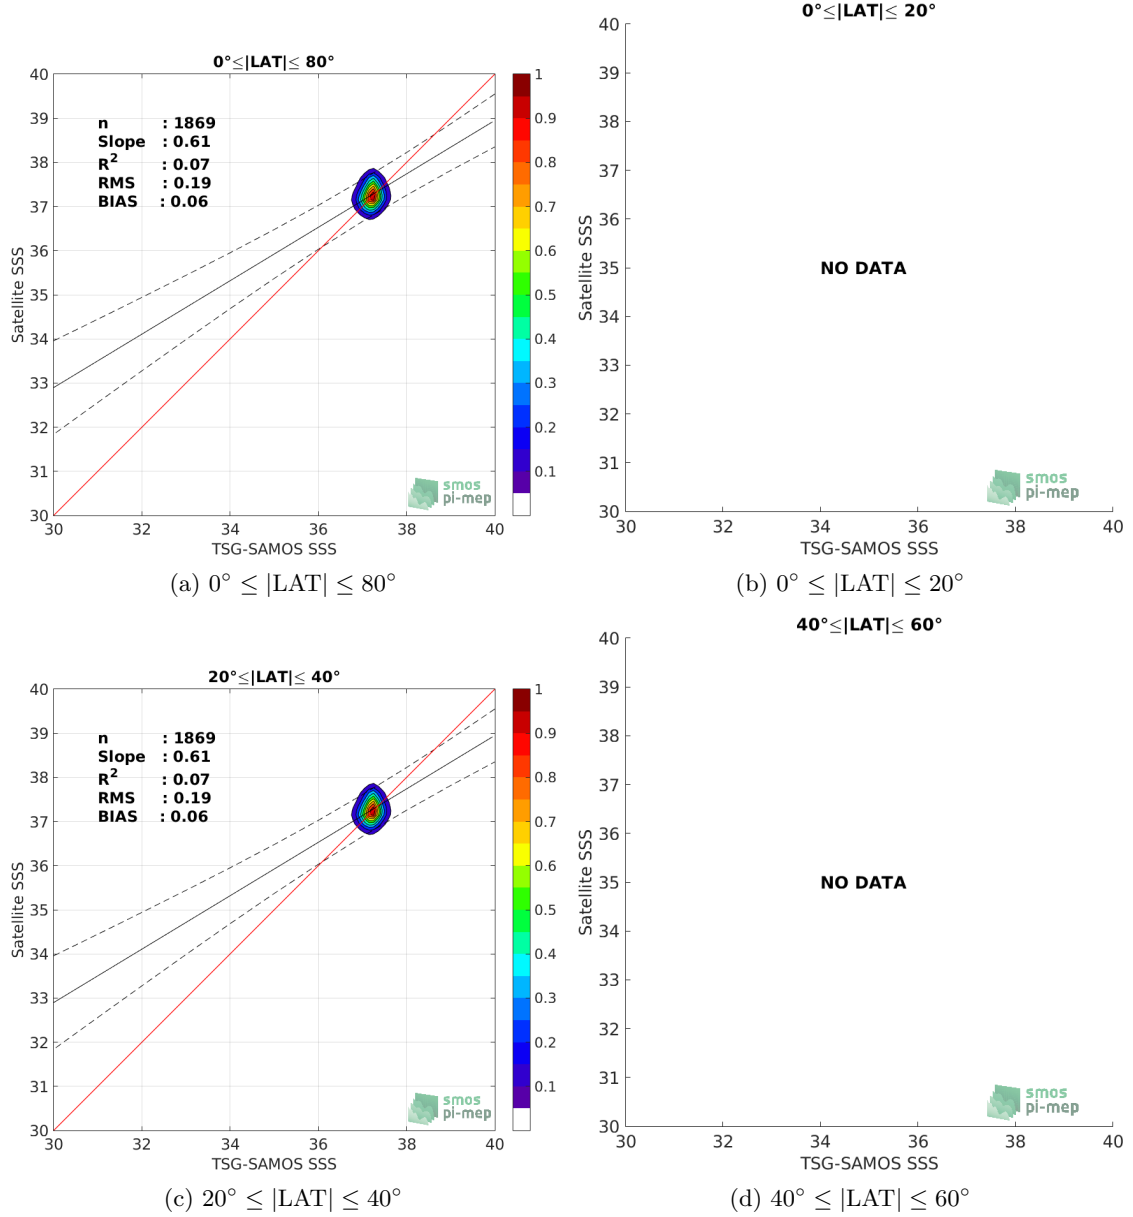 0°≤|LAT|≤ 80°
40
39
38
37
36
35
34
33
32
31
30
Satellite SSS
n : 1869
Slope : 0.61
R² : 0.07
RMS : 0.19
BIAS : 0.06
smos
pi-mep
30 32 34 36 38 40
TSG-SAMOS SSS
1
0.9
0.8
0.7
0.6
0.5
0.4
0.3
0.2
0.1
(a) 0° ≤ |LAT| ≤ 80°
0°≤|LAT|≤ 20°
40
39
38
37
36
35
34
33
32
31
30
Satellite SSS
NO DATA
smos
pi-mep
30 32 34 36 38 40
TSG-SAMOS SSS
(b) 0° ≤ |LAT| ≤ 20°
20°≤|LAT|≤ 40°
40
39
38
37
36
35
34
33
32
31
30
Satellite SSS
n : 1869
Slope : 0.61
R² : 0.07
RMS : 0.19
BIAS : 0.06
smos
pi-mep
30 32 34 36 38 40
TSG-SAMOS SSS
1
0.9
0.8
0.7
0.6
0.5
0.4
0.3
0.2
0.1
(c) 20° ≤ |LAT| ≤ 40°
40°≤|LAT|≤ 60°
40
39
38
37
36
35
34
33
32
31
30
Satellite SSS
NO DATA
smos
pi-mep
30 32 34 36 38 40
TSG-SAMOS SSS
(d) 40° ≤ |LAT| ≤ 60°